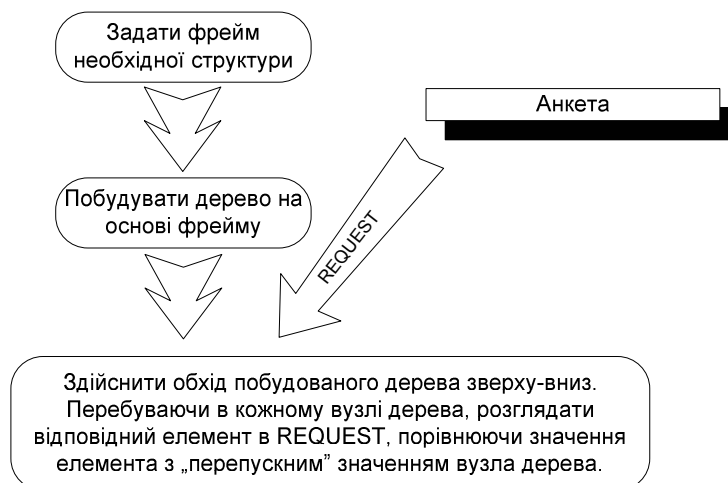 Задати фрейм
необхідної структури
Анкета
Побудувати дерево на
основі фрейму
REQUEST
Здійснити обхід побудованого дерева зверху-вниз.
Перебуваючи в кожному вузлі дерева, розглядати
відповідний елемент в REQUEST, порівнюючи значення
елемента з „перепускним” значенням вузла дерева.